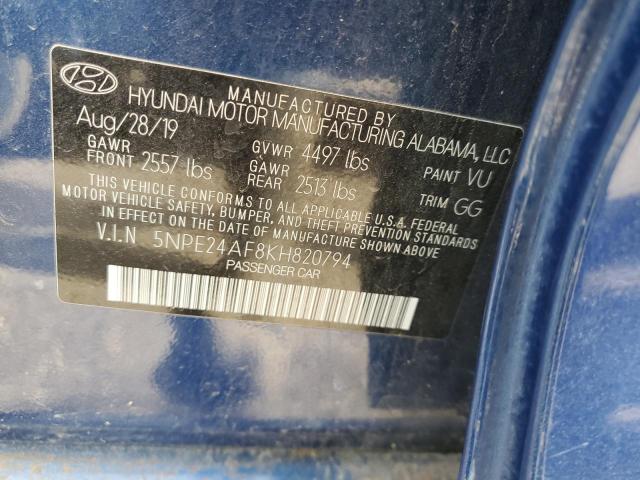 MANUFACTURED BY
HYUNDAI MOTOR MANUFACTURING ALABAMA, LLC
Aug/28/19
GVWR 4497 lbs
PAINT VU
GAWR
FRONT 2557 lbs
GAWR
REAR 2513 lbs
TRIM GG
THIS VEHICLE CONFORMS TO ALL APPLICABLE U.S.A. FEDERAL
MOTOR VEHICLE SAFETY, BUMPER, AND THEFT PREVENTION
STANDARDS IN EFFECT ON THE DATE OF MANUFACTURE SHOWN ABOVE
V.I.N 5NPE24AF8KH820794
PASSENGER CAR